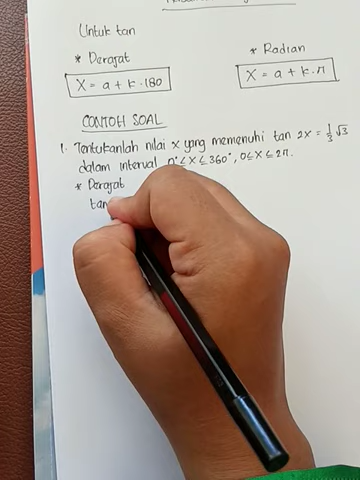 Untuk tan
* Derajat
X = a + k·180
* Radian
X = a + k·π
CONTOH SOAL
1. Tentukanlah nilai x yang memenuhi tan 2x = 1/3 √3
dalam interval 0° ≤ x ≤ 360°, 0 ≤ x ≤ 2π.
* Derajat
tan